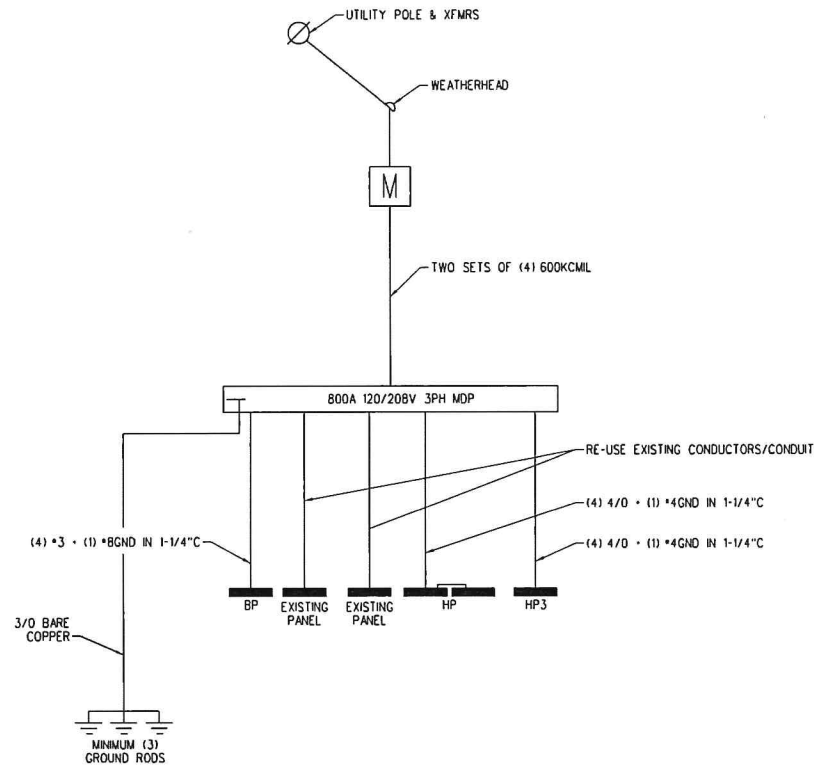 UTILITY POLE & XFMRS
WEATHERHEAD
M
TWO SETS OF (4) 600KCMIL
800A 120/208V 3PH MDP
RE-USE EXISTING CONDUCTORS/CONDUIT
(4) 4/0 + (1) #4GND IN 1-1/4"C
(4) #3 + (1) #8GND IN 1-1/4"C
(4) 4/0 + (1) #4GND IN 1-1/4"C
BP
EXISTING
PANEL
EXISTING
PANEL
HP
HP3
3/0 BARE
COPPER
MINIMUM (3)
GROUND RODS